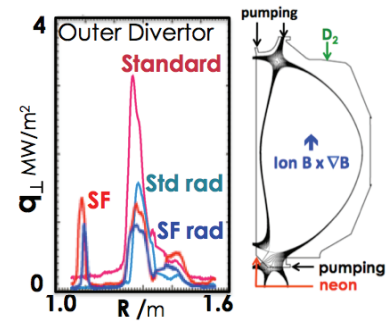 4
Outer Divertor
Standard
Std rad
SF
SF rad
q⊥ MW/m²
0
1.0
R /m
1.6
pumping
D₂
Ion B x ∇B
pumping
neon